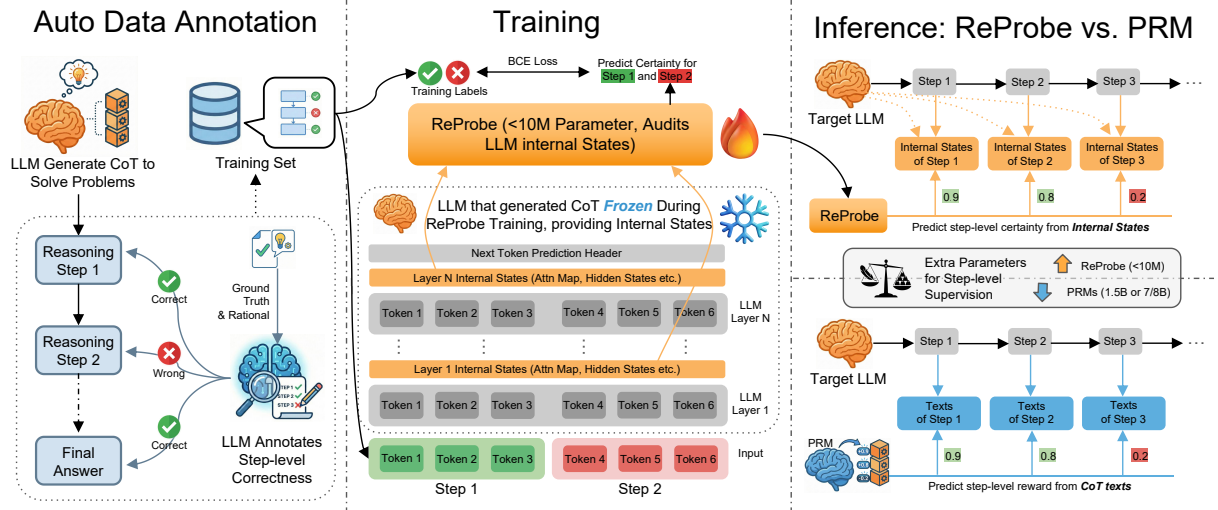 Auto Data Annotation
LLM Generate CoT to
Solve Problems
Training Set
Reasoning
Step 1
Reasoning
Step 2
Final
Answer
Correct
Wrong
Correct
Ground
Truth
& Rational
STEP 1
STEP 2
STEP 3
LLM Annotates
Step-level
Correctness
Training
Training Labels
BCE Loss
Predict Certainty for
Step 1 and Step 2
ReProbe (<10M Parameter, Audits
LLM internal States)
LLM that generated CoT Frozen During
ReProbe Training, providing Internal States
Next Token Prediction Header
Layer N Internal States (Attn Map, Hidden States etc.)
Token 1 Token 2 Token 3 Token 4 Token 5 Token 6
LLM
Layer N
Layer 1 Internal States (Attn Map, Hidden States etc.)
Token 1 Token 2 Token 3 Token 4 Token 5 Token 6
LLM
Layer 1
Token 1 Token 2 Token 3 Token 4 Token 5 Token 6
Input
Step 1 Step 2
Inference: ReProbe vs. PRM
Target LLM
Step 1 Step 2 Step 3
Internal States
of Step 1
Internal States
of Step 2
Internal States
of Step 3
0.9 0.8 0.2
ReProbe
Predict step-level certainty from Internal States
Extra Parameters
for Step-level
Supervision
ReProbe (<10M)
PRMs (1.5B or 7/8B)
Target LLM
Step 1 Step 2 Step 3
Texts
of Step 1
Texts
of Step 2
Texts
of Step 3
PRM
0.9 0.8 0.2
Predict step-level reward from CoT texts